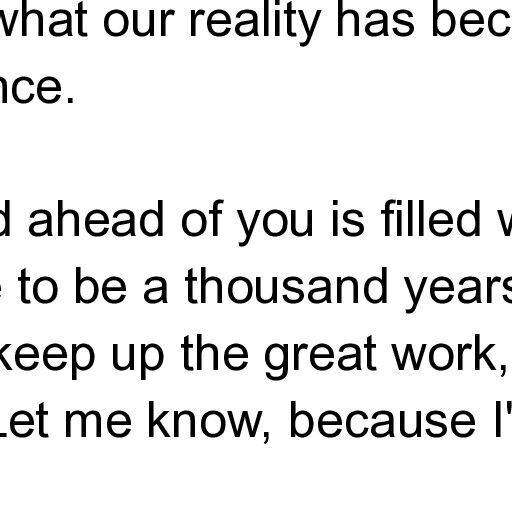 what our reality has bec
nce.
d ahead of you is filled w
e to be a thousand years
keep up the great work,
Let me know, because I'